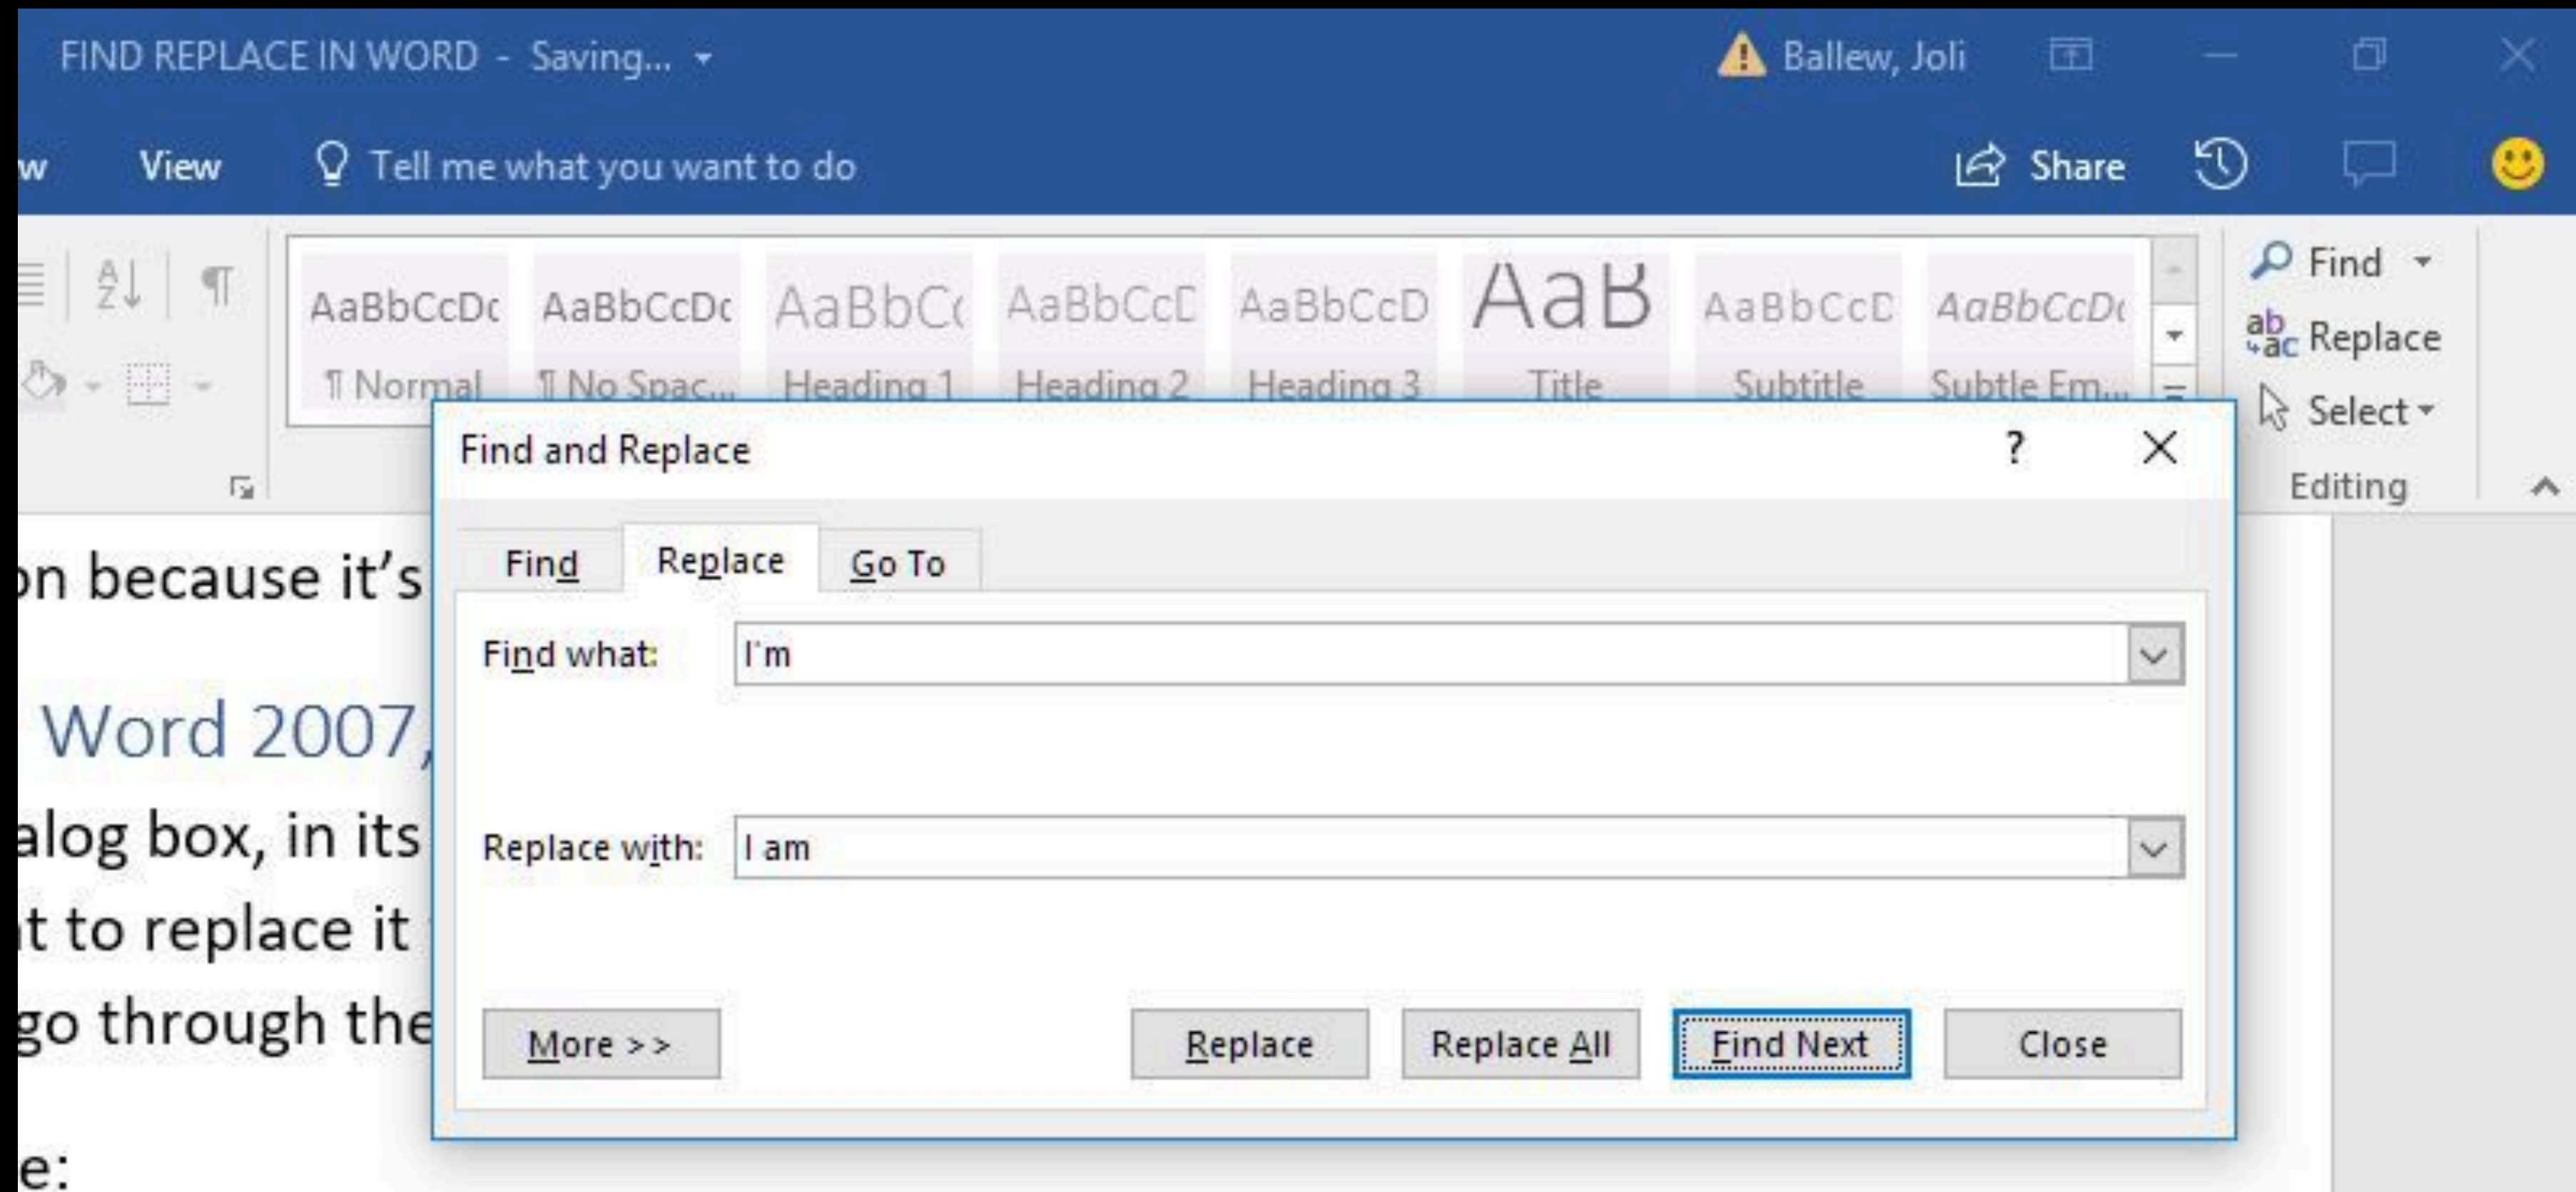 FIND REPLACE IN WORD - Saving...
Ballew, Joli
w View Tell me what you want to do Share
AaBbCcDc AaBbCcDc AaBbC AaBbCcD AaBbCcD AaB AaBbCcD AaBbCcDc
¶ Normal ¶ No Spac... Heading 1 Heading 2 Heading 3 Title Subtitle Subtle Em...
Find
Replace
Select
Editing
Find and Replace ? X
Find Replace Go To
Find what: I'm
Replace with: I am
More >> Replace Replace All Find Next Close
on because it's
Word 2007,
alog box, in its
t to replace it
go through the
e: